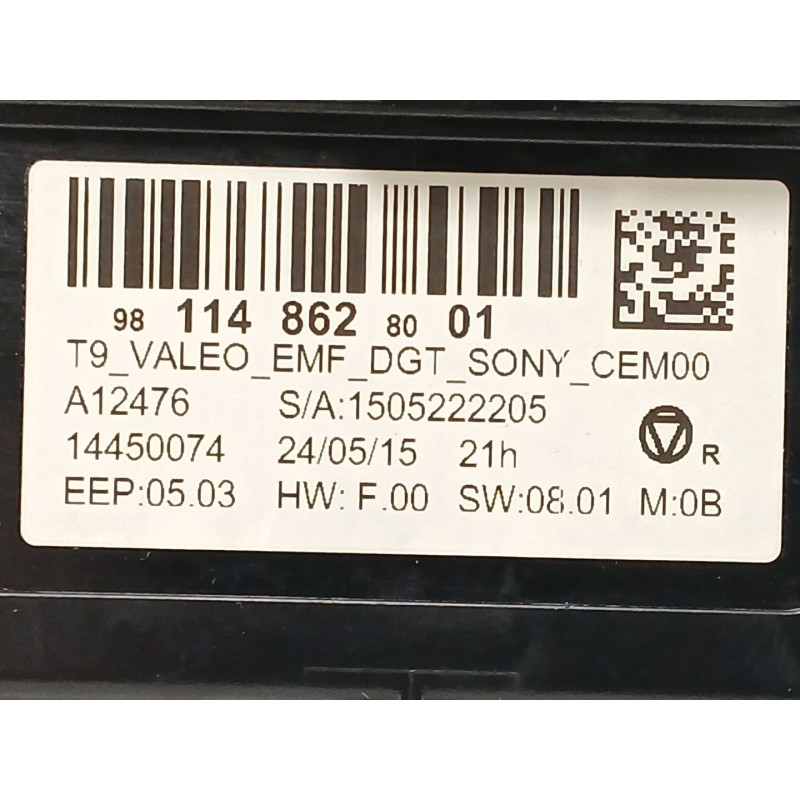 98 114 862 80 01
T9_VALEO_EMF_DGT_SONY_CEM00
A12476 S/A:1505222205
14450074 24/05/15 21h R
EEP:05.03 HW: F.00 SW:08.01 M:0B